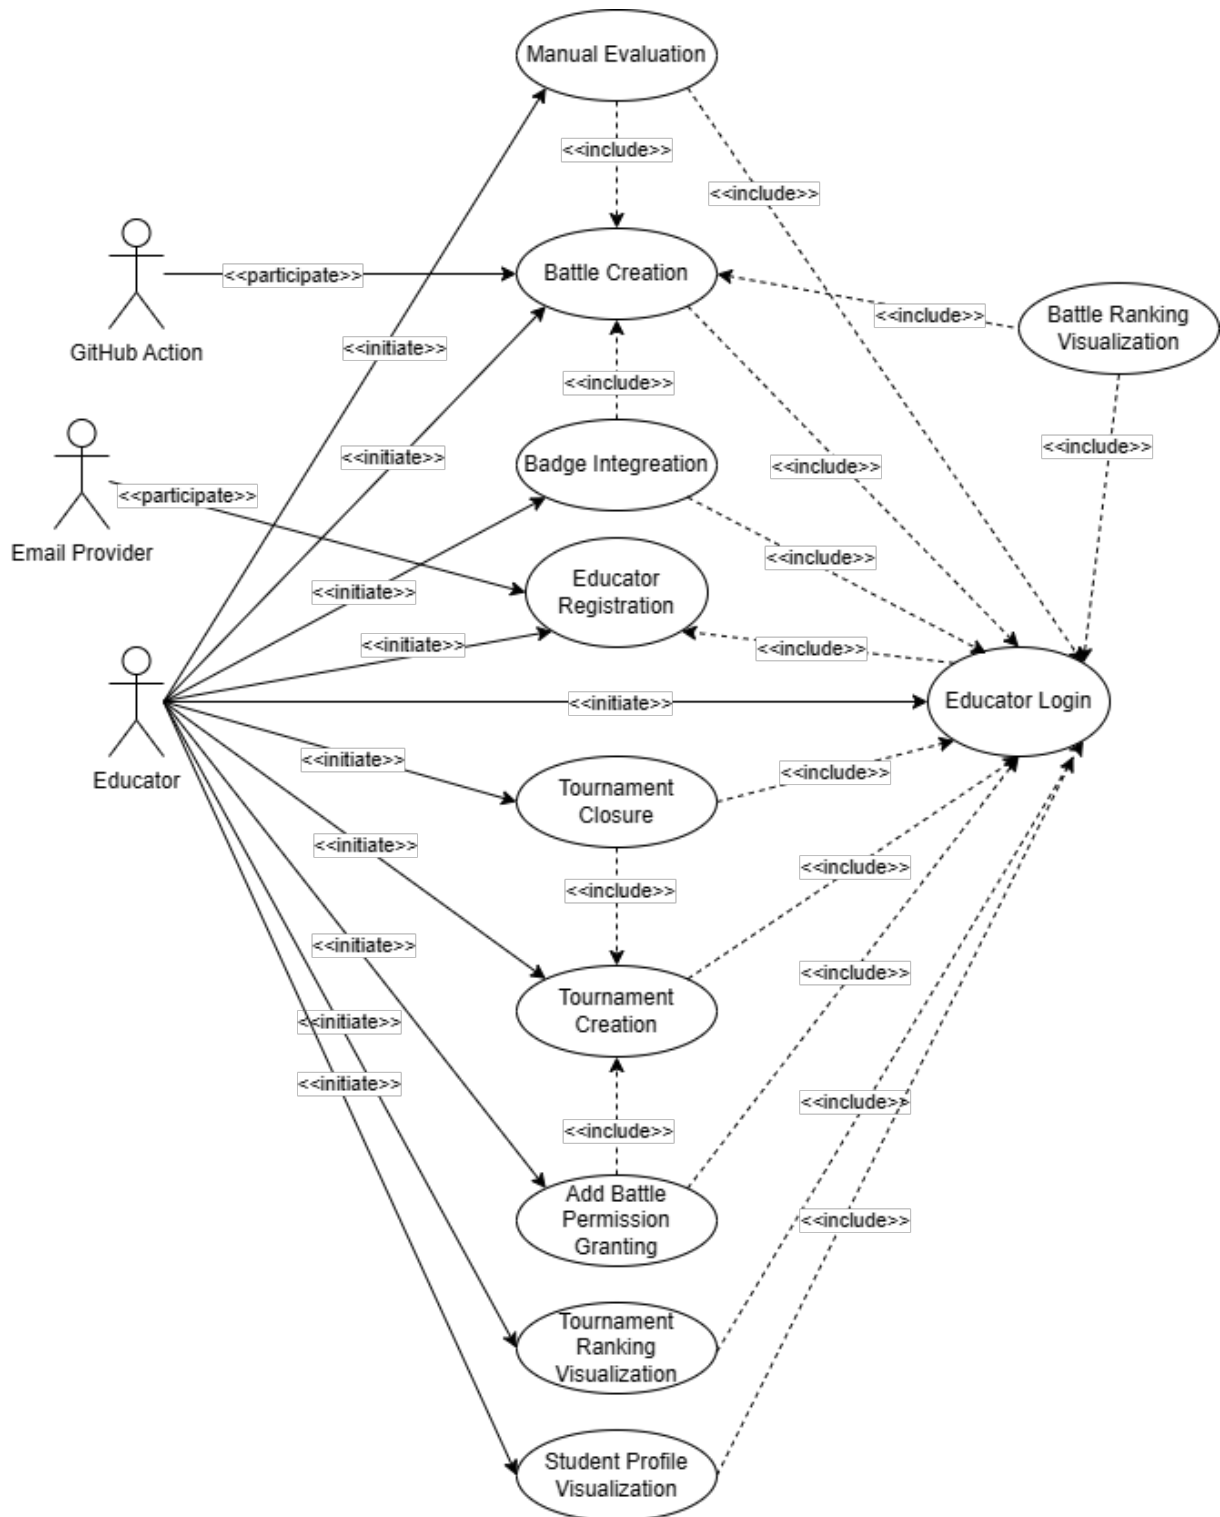 Manual Evaluation
<<include>>
<<include>>
Battle Creation
<<participate>>
GitHub Action
<<include>>
Battle Ranking
Visualization
<<initiate>>
<<include>>
<<include>>
<<initiate>>
Badge Integreation
<<include>>
<<participate>>
Email Provider
<<include>>
Educator
Registration
<<initiate>>
<<initiate>>
<<include>>
<<initiate>>
Educator Login
Educator
<<initiate>>
<<include>>
Tournament
Closure
<<initiate>>
<<include>>
<<include>>
<<initiate>>
<<include>>
Tournament
Creation
<<initiate>>
<<initiate>>
<<include>>
<<include>>
Add Battle
Permission
Granting
<<include>>
Tournament
Ranking
Visualization
Student Profile
Visualization